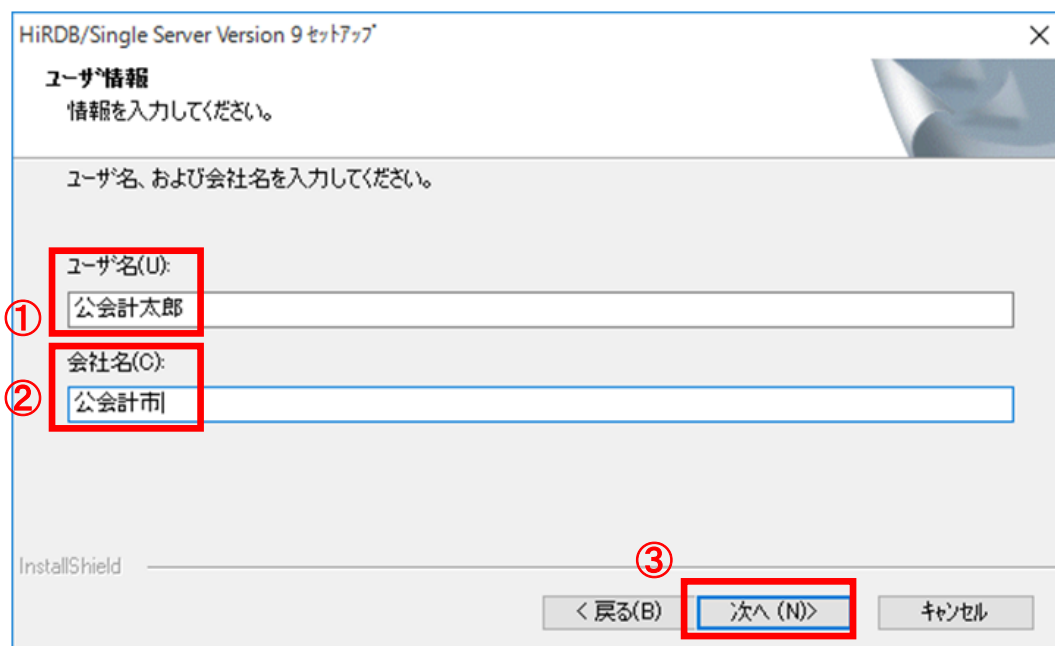 HiRDB/Single Server Version 9 ｾｯﾄｱｯﾌﾟ
ﾕｰｻﾞ情報
情報を入力してください。
ﾕｰｻﾞ名、および会社名を入力してください。
ﾕｰｻﾞ名(U):
① 公会計太郎
会社名(C):
② 公会計市
InstallShield
③
< 戻る(B) 次へ (N)> ｷｬﾝｾﾙ